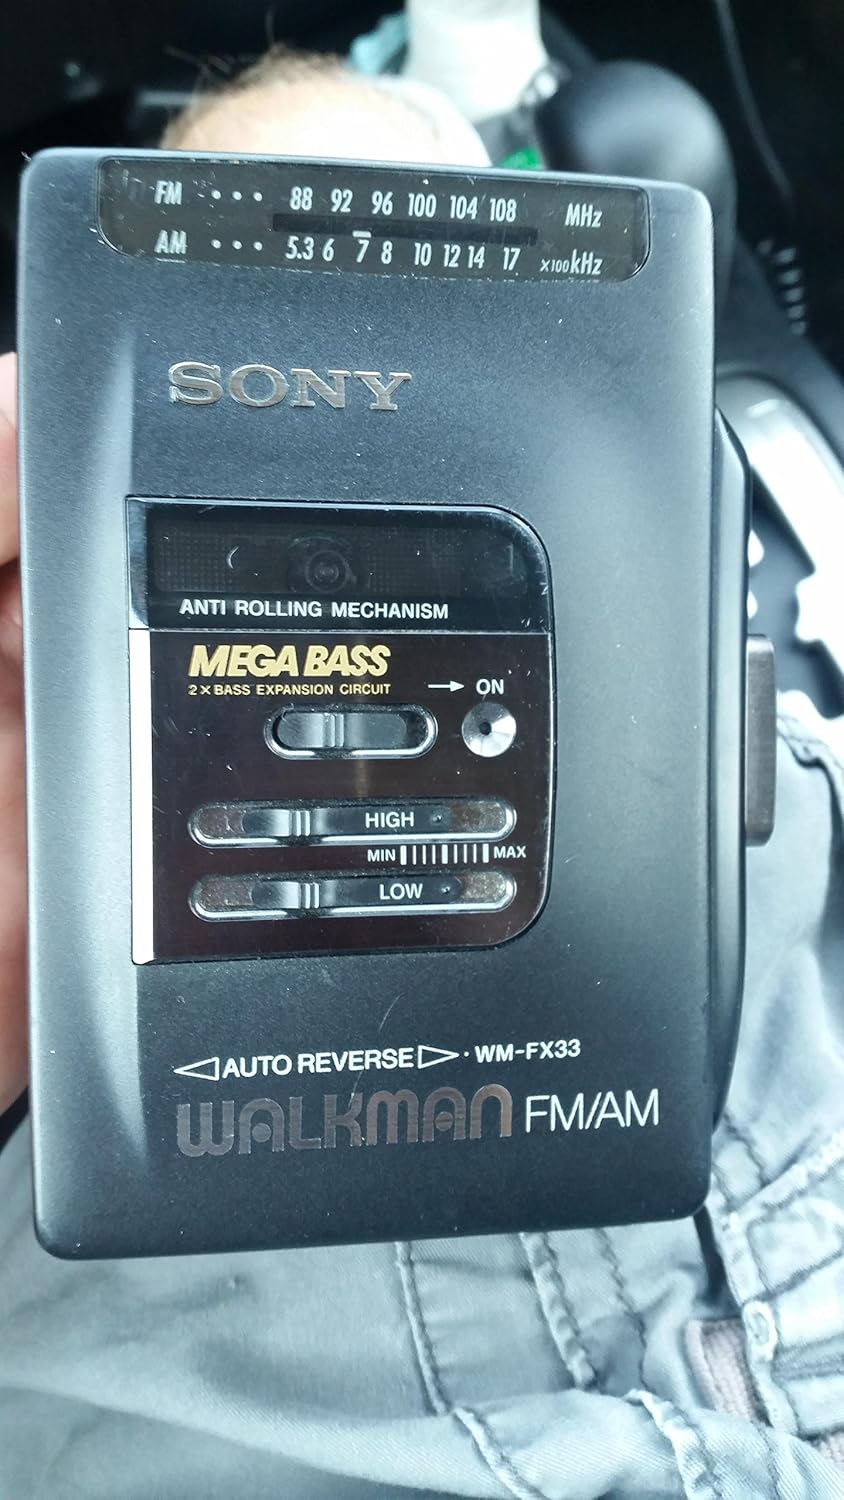 FM • • • 88 92 96 100 104 108 MHz
AM • • • 5.3 6 7 8 10 12 14 17 ×100kHz
SONY
ANTI ROLLING MECHANISM
MEGA BASS
2×BASS EXPANSION CIRCUIT → ON
HIGH
MIN MAX
LOW
◁AUTO REVERSE▷ · WM-FX33
WALKMAN FM/AM